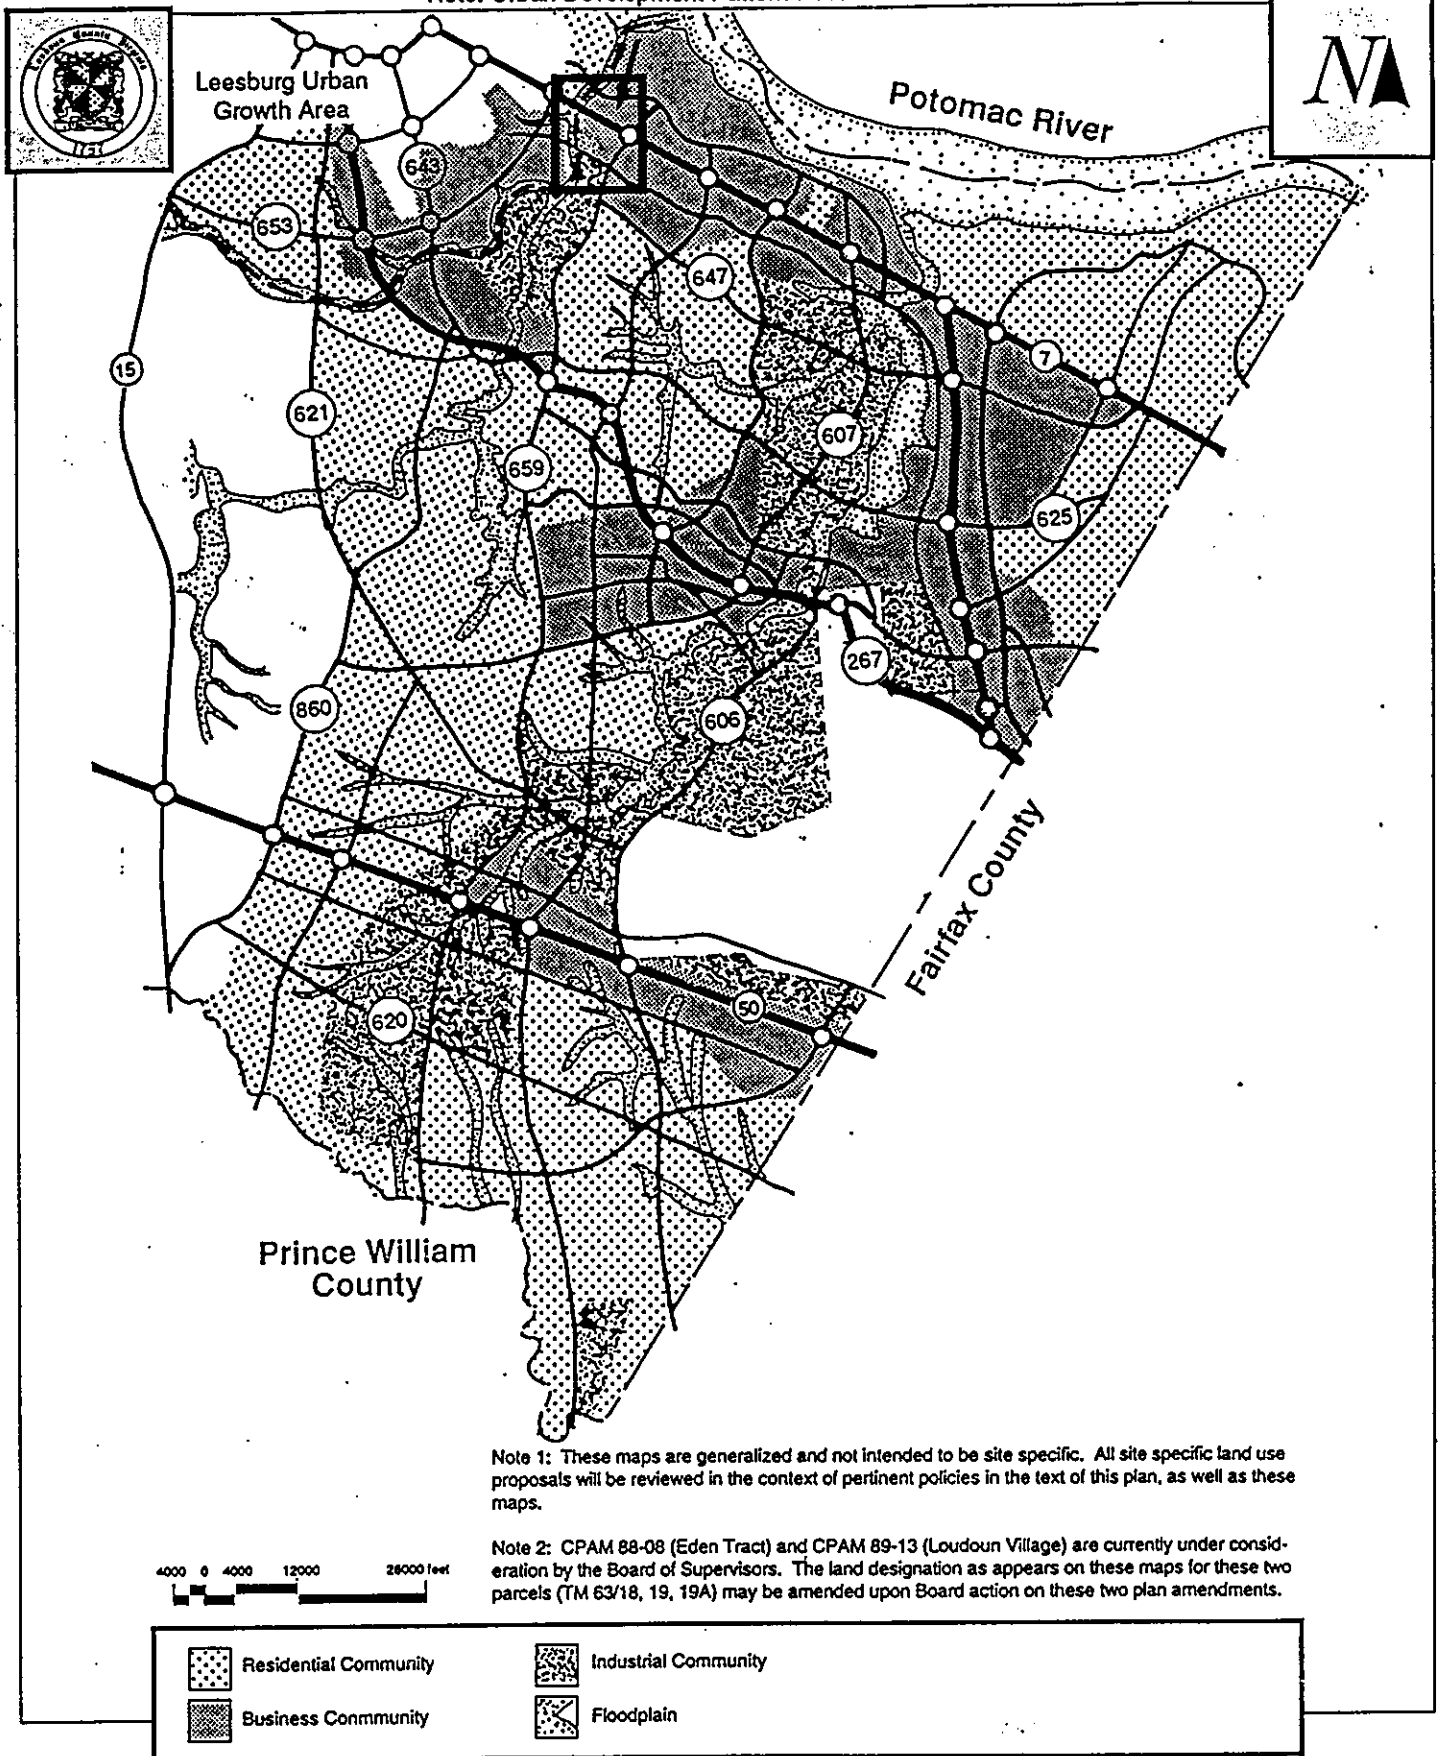 Leesburg Urban
Growth Area
Potomac River
N
643
653
647
15
621
7
607
659
625
267
860
606
Fairfax County
50
620
Prince William
County
Note 1: These maps are generalized and not intended to be site specific. All site specific land use
proposals will be reviewed in the context of pertinent policies in the text of this plan, as well as these
maps.
Note 2: CPAM 88-08 (Eden Tract) and CPAM 89-13 (Loudoun Village) are currently under consid-
eration by the Board of Supervisors. The land designation as appears on these maps for these two
parcels (TM 63/18, 19, 19A) may be amended upon Board action on these two plan amendments.
4000 0 4000 12000 28000 feet
Residential Community
Industrial Community
Business Conmmunity
Floodplain